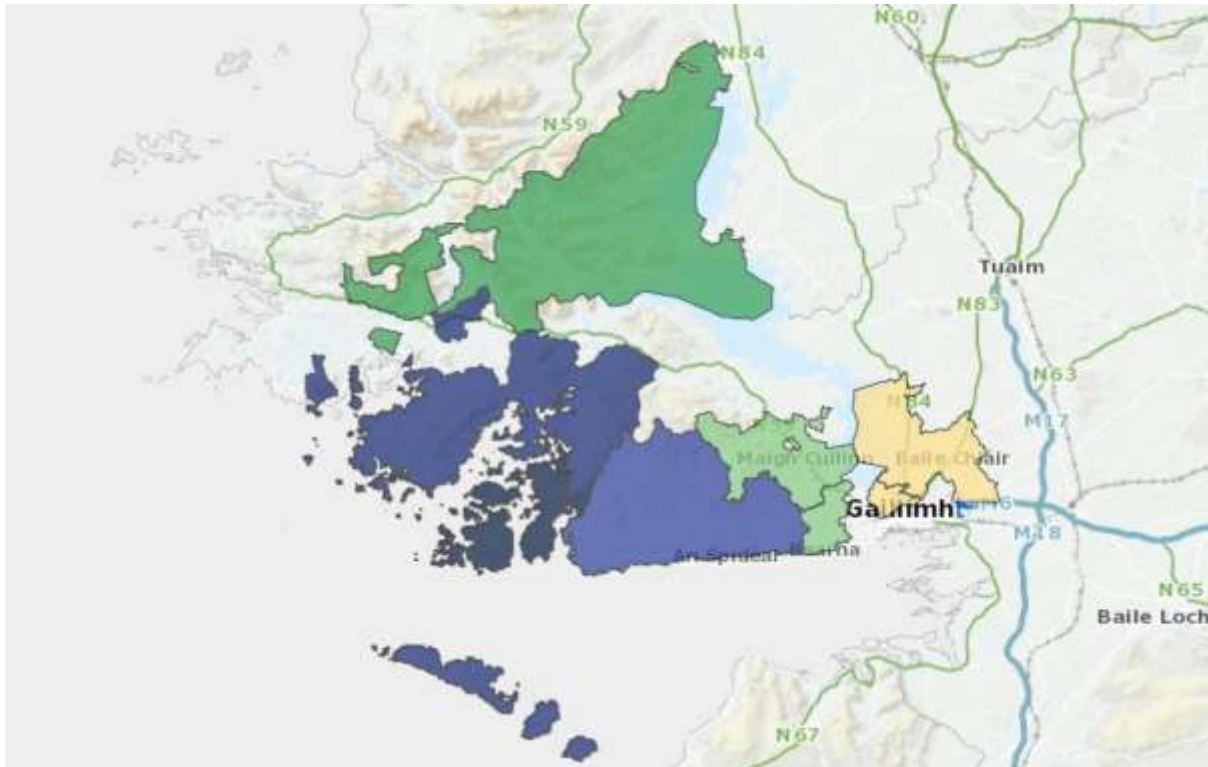 N60
N84
N59
Tuaim
N83
N63
N84
M17
Maigh Cuilinn
Baile Chláir
Gaillimh
M6
M18
An Spidéal
Bearna
N65
Baile Loch
N67